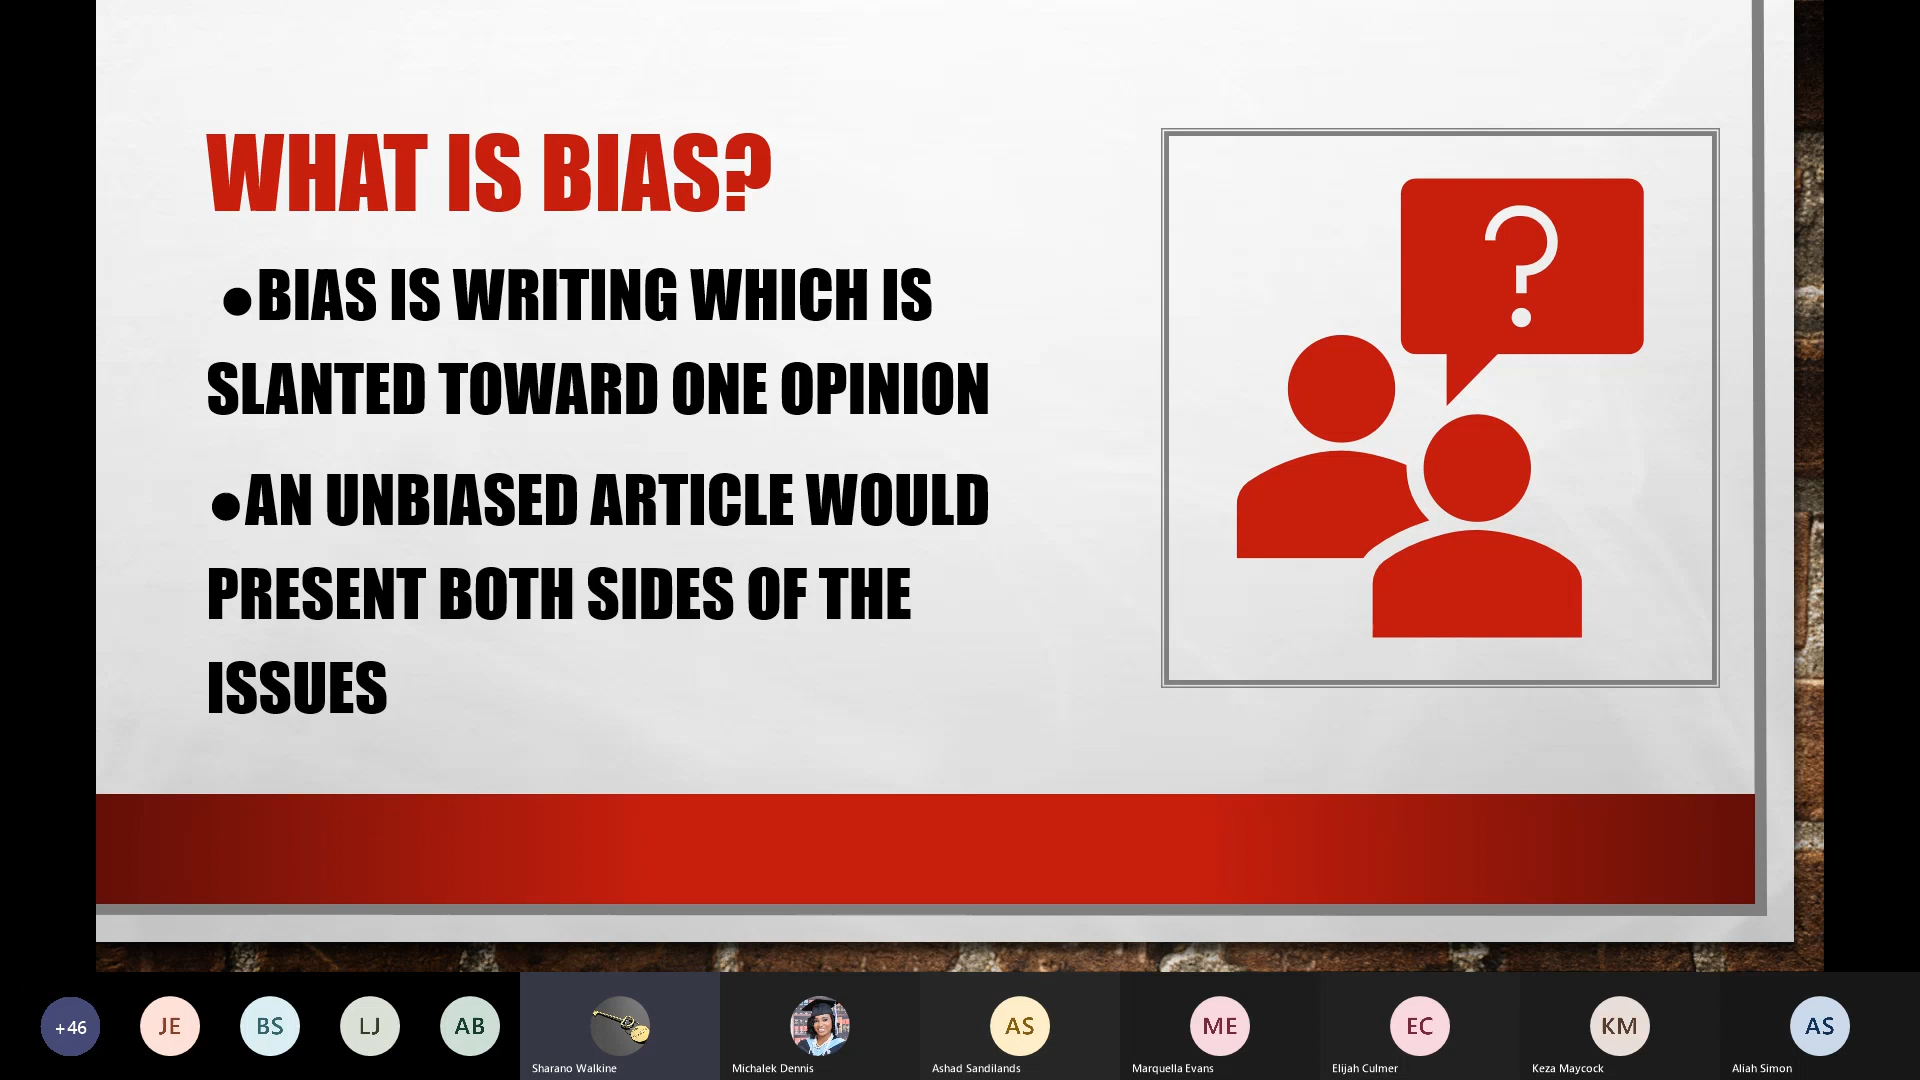 WHAT IS BIAS?
●BIAS IS WRITING WHICH IS
SLANTED TOWARD ONE OPINION
●AN UNBIASED ARTICLE WOULD
PRESENT BOTH SIDES OF THE
ISSUES
?
+46
JE
BS
LJ
AB
AS
ME
EC
KM
AS
Sharano Walkine
Michalek Dennis
Ashad Sandilands
Marquella Evans
Elijah Culmer
Keza Maycock
Aliah Simon